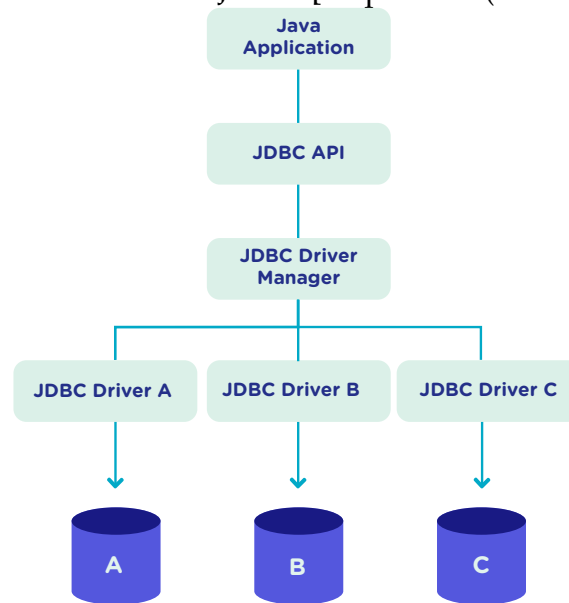 Java
Application
JDBC API
JDBC Driver
Manager
JDBC Driver A
JDBC Driver B
JDBC Driver C
A
B
C